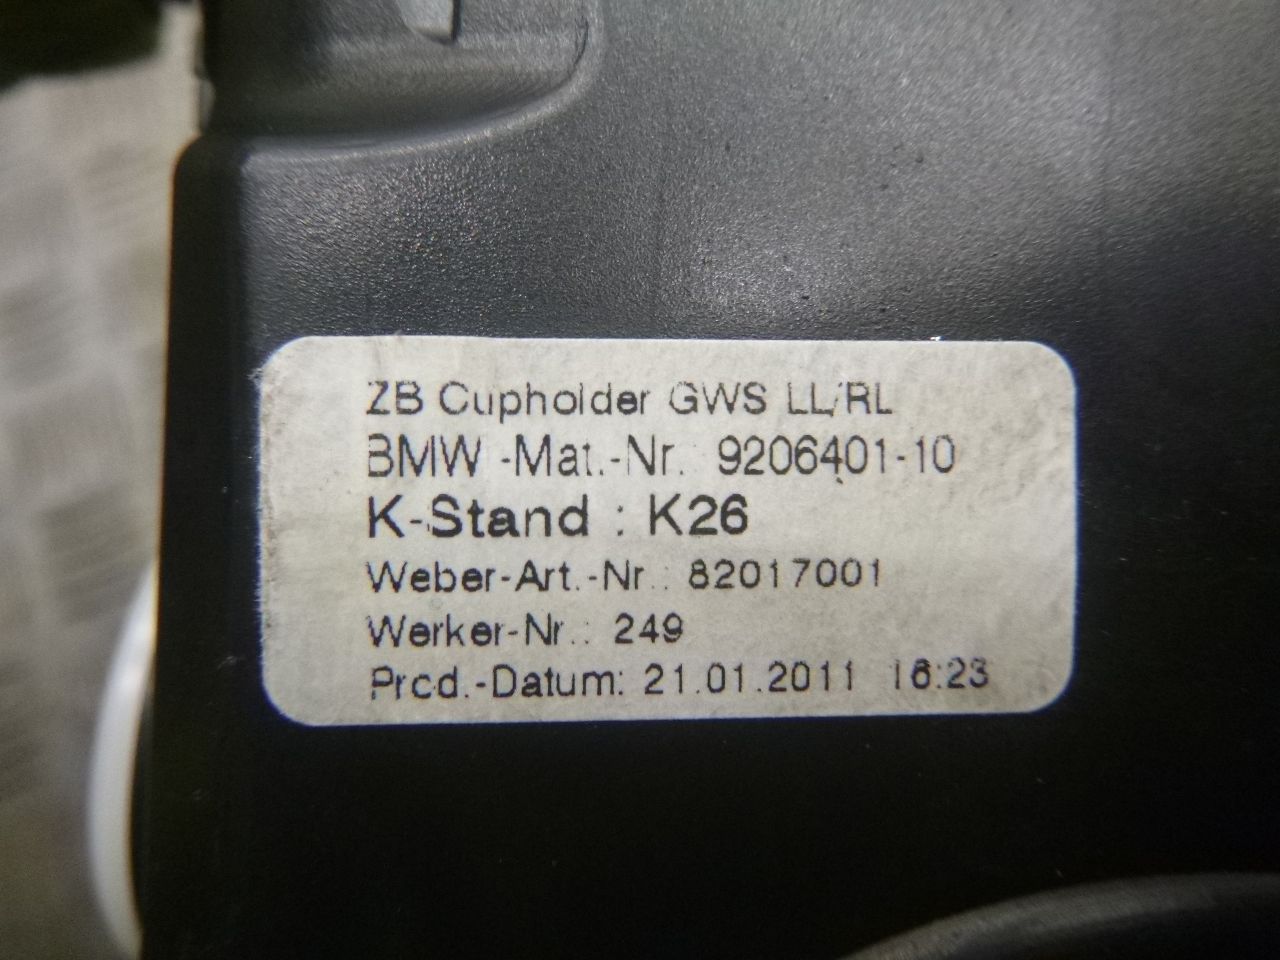 ZB Cupholder GWS LL/RL
BMW -Mat.-Nr.: 9206401-10
K-Stand : K26
Weber-Art.-Nr.: 82017001
Werker-Nr.: 249
Prod.-Datum: 21.01.2011 16:23